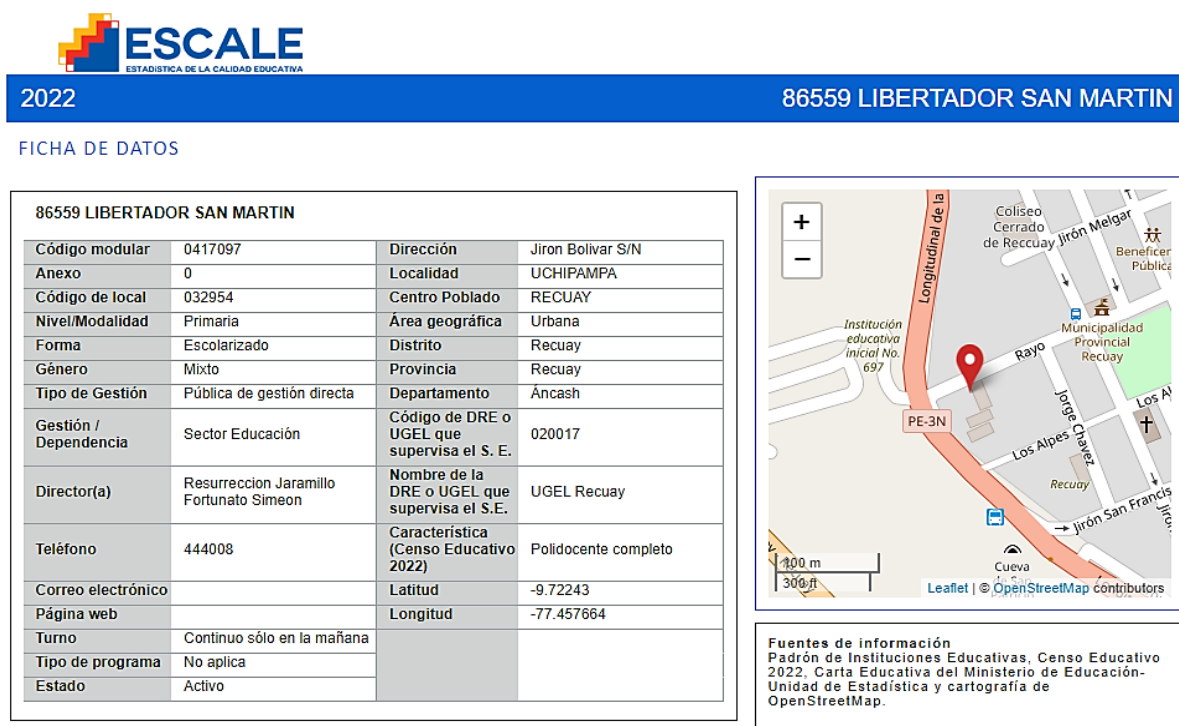 ESCALE
ESTADÍSTICA DE LA CALIDAD EDUCATIVA
2022
86559 LIBERTADOR SAN MARTIN
FICHA DE DATOS
86559 LIBERTADOR SAN MARTIN
Código modular 0417097 Dirección Jiron Bolivar S/N
Anexo 0 Localidad UCHIPAMPA
Código de local 032954 Centro Poblado RECUAY
Nivel/Modalidad Primaria Área geográfica Urbana
Forma Escolarizado Distrito Recuay
Género Mixto Provincia Recuay
Tipo de Gestión Pública de gestión directa Departamento Áncash
Gestión /
Dependencia
Sector Educación
Código de DRE o
UGEL que
supervisa el S. E.
020017
Director(a)
Resurreccion Jaramillo
Fortunato Simeon
Nombre de la
DRE o UGEL que
supervisa el S.E.
UGEL Recuay
Teléfono 444008
Característica
(Censo Educativo
2022)
Polidocente completo
Correo electrónico Latitud -9.72243
Página web Longitud -77.457664
Turno Continuo sólo en la mañana
Tipo de programa No aplica
Estado Activo
+
−
Longitudinal de la
Coliseo
Cerrado
de Reccuay
Jirón Melgar
Beneficen
Pública
Institución
educativa
inicial No.
697
Municipalidad
Provincial
Recuay
Rayo
PE-3N
Jorge Chavez
Los Al
Los Alpes
Recuay
Jirón San Francis
Cueva
100 m
300 ft
Leaflet | © OpenStreetMap contributors
Fuentes de información
Padrón de Instituciones Educativas, Censo Educativo
2022, Carta Educativa del Ministerio de Educación-
Unidad de Estadística y cartografía de
OpenStreetMap.